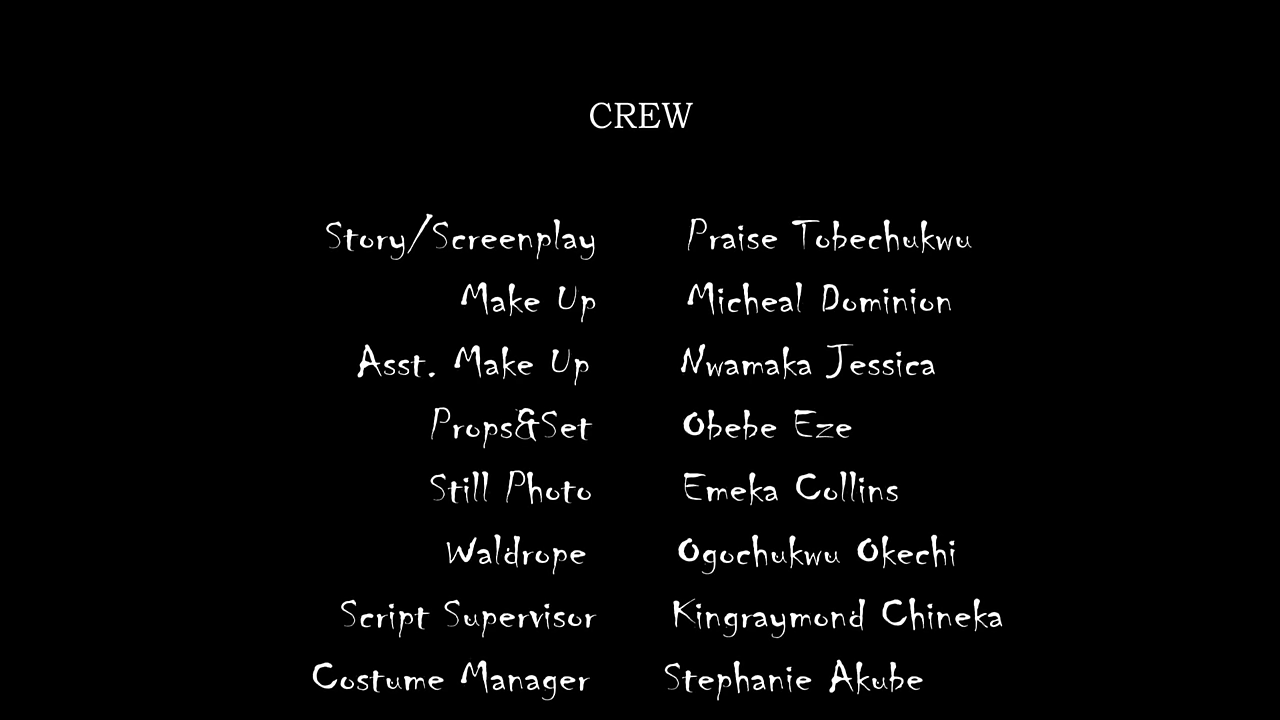 CREW
Story/Screenplay Praise Tobechukwu
Make Up Micheal Dominion
Asst. Make Up Nwamaka Jessica
Props&Set Obebe Eze
Still Photo Emeka Collins
Waldrope Ogochukwu Okechi
Script Supervisor Kingraymond Chineka
Costume Manager Stephanie Akube